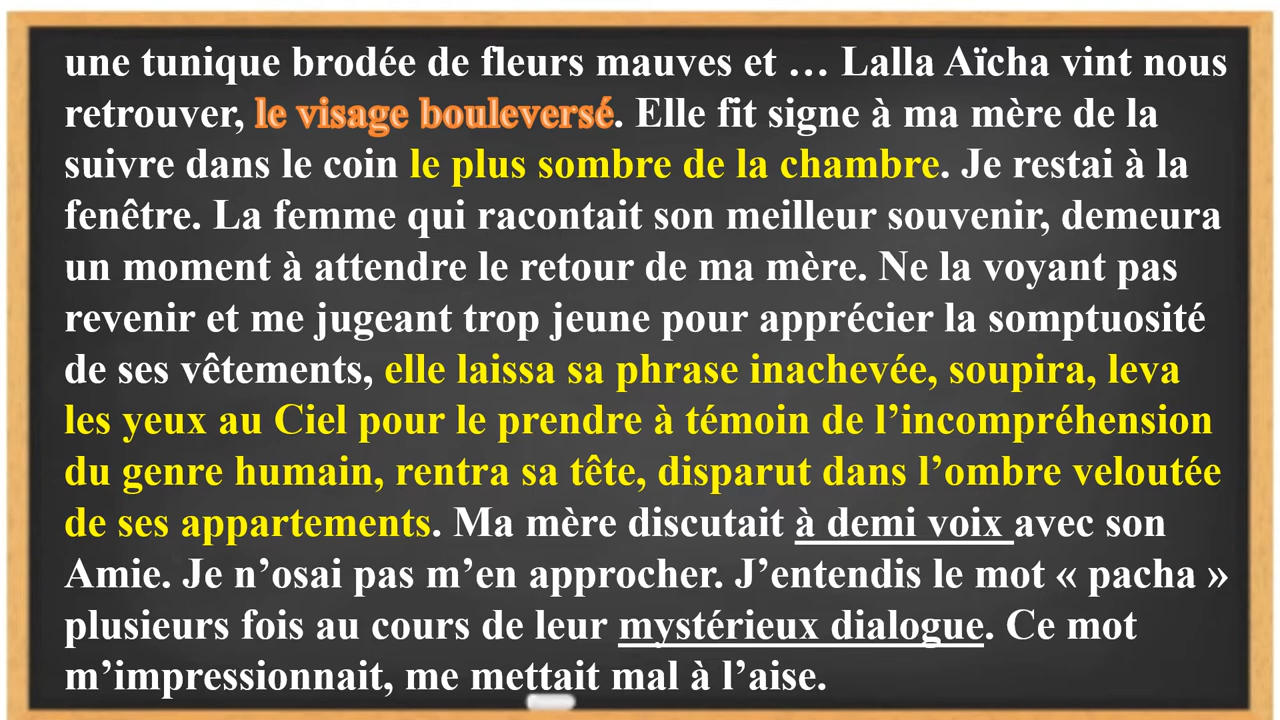 une tunique brodée de fleurs mauves et … Lalla Aïcha vint nous
retrouver, le visage bouleversé. Elle fit signe à ma mère de la
suivre dans le coin le plus sombre de la chambre. Je restai à la
fenêtre. La femme qui racontait son meilleur souvenir, demeura
un moment à attendre le retour de ma mère. Ne la voyant pas
revenir et me jugeant trop jeune pour apprécier la somptuosité
de ses vêtements, elle laissa sa phrase inachevée, soupira, leva
les yeux au Ciel pour le prendre à témoin de l’incompréhension
du genre humain, rentra sa tête, disparut dans l’ombre veloutée
de ses appartements. Ma mère discutait à demi voix avec son
Amie. Je n’osai pas m’en approcher. J’entendis le mot « pacha »
plusieurs fois au cours de leur mystérieux dialogue. Ce mot
m’impressionnait, me mettait mal à l’aise.